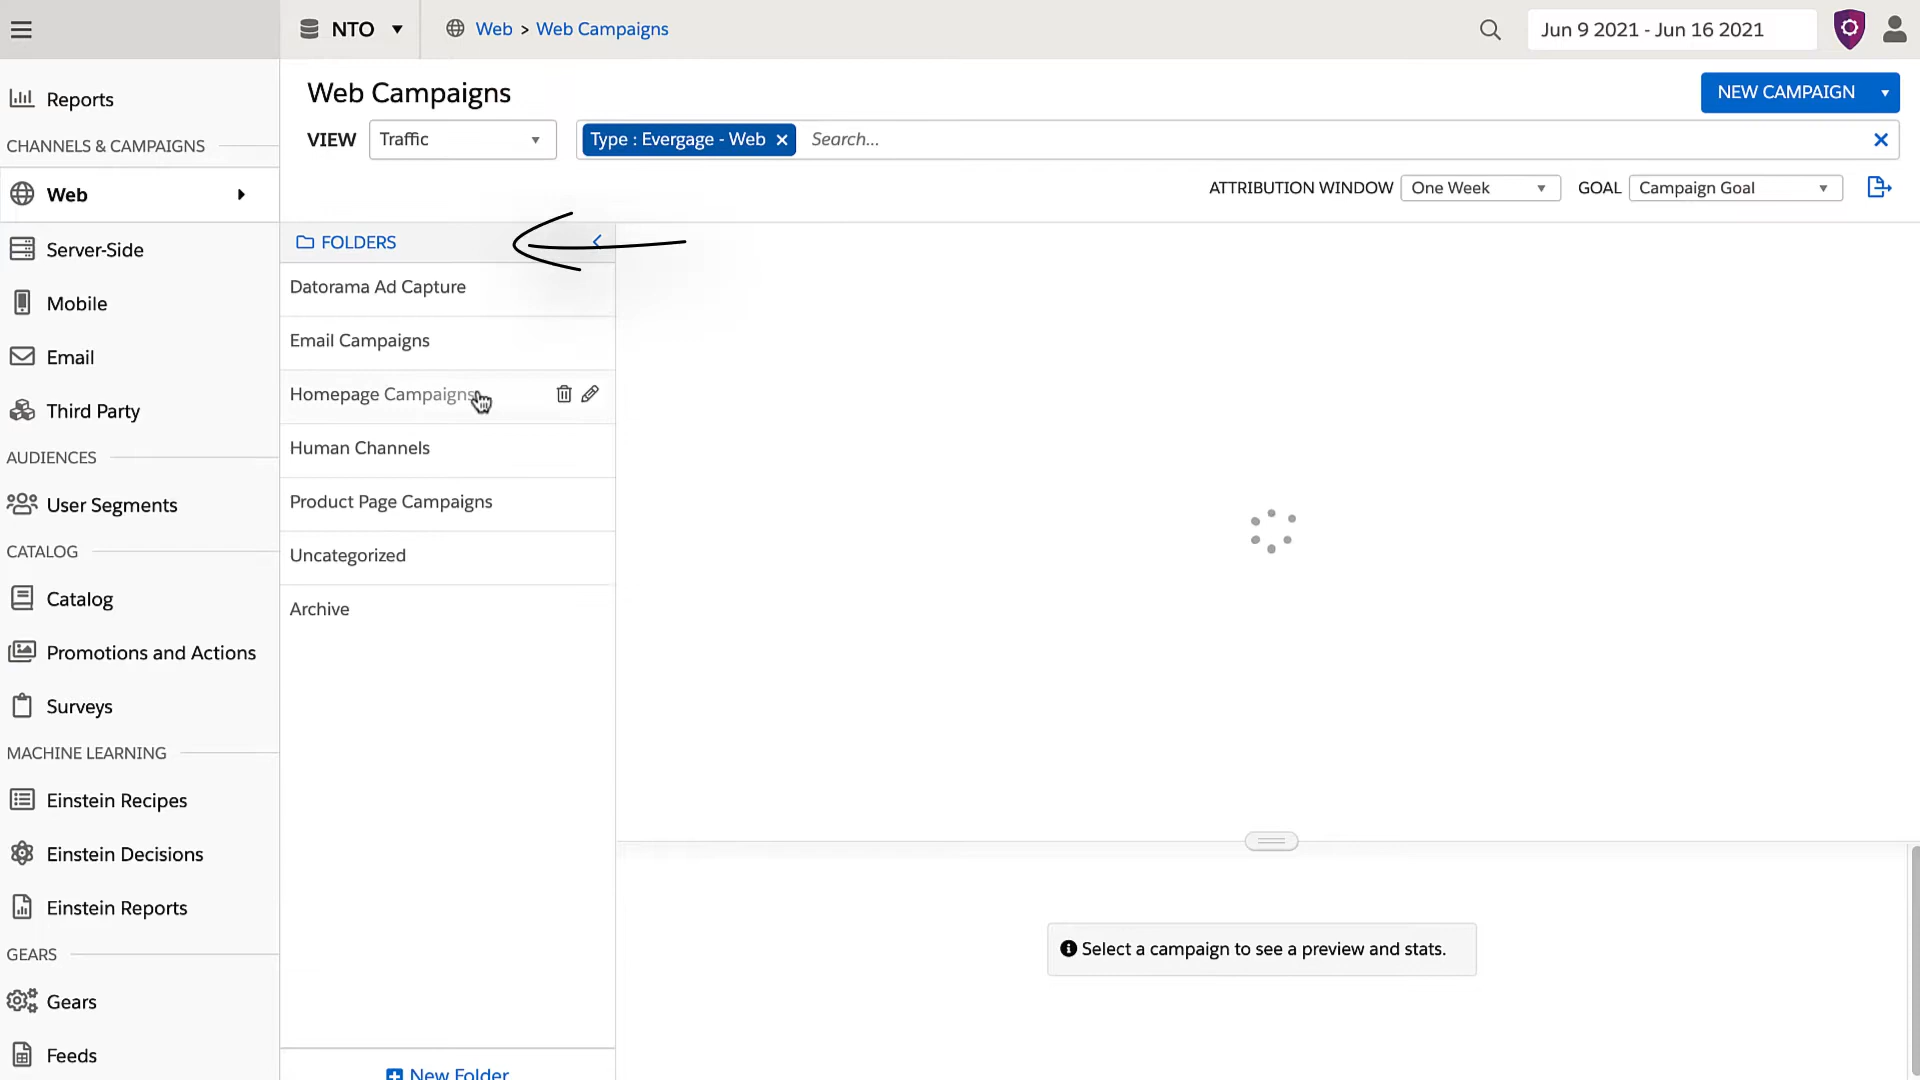 NTO
Web > Web Campaigns
Jun 9 2021 - Jun 16 2021
Reports
CHANNELS & CAMPAIGNS
Web
Server-Side
Mobile
Email
Third Party
AUDIENCES
User Segments
CATALOG
Catalog
Promotions and Actions
Surveys
MACHINE LEARNING
Einstein Recipes
Einstein Decisions
Einstein Reports
GEARS
Gears
Feeds
Web Campaigns
NEW CAMPAIGN
VIEW Traffic Type : Evergage - Web Search...
ATTRIBUTION WINDOW One Week GOAL Campaign Goal
FOLDERS
Datorama Ad Capture
Email Campaigns
Homepage Campaigns
Human Channels
Product Page Campaigns
Uncategorized
Archive
New Folder
Select a campaign to see a preview and stats.